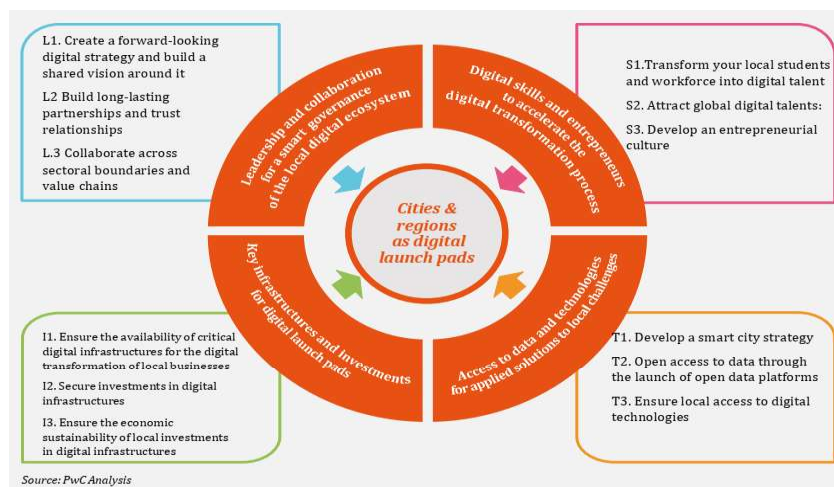 L1. Create a forward-looking
digital strategy and build a
shared vision around it
L2 Build long-lasting
partnerships and trust
relationships
L.3 Collaborate across
sectoral boundaries and
value chains
Leadership and collaboration
for a smart governance
of the local digital ecosystem
Digital skills and entrepreneurs
to accelerate the
digital transformation process
S1.Transform your local students
and workforce into digital talent
S2. Attract global digital talents:
S3. Develop an entrepreneurial
culture
Cities &
regions
as digital
launch pads
I1. Ensure the availability of critical
digital infrastructures for the digital
transformation of local businesses
I2. Secure investments in digital
infrastructures
I3. Ensure the economic
sustainability of local investments
in digital infrastructures
Key infrastructures and Investments
for digital launch pads
Access to data and technologies
for applied solutions to local challenges
T1. Develop a smart city strategy
T2. Open access to data through
the launch of open data platforms
T3. Ensure local access to digital
technologies
Source: PwC Analysis